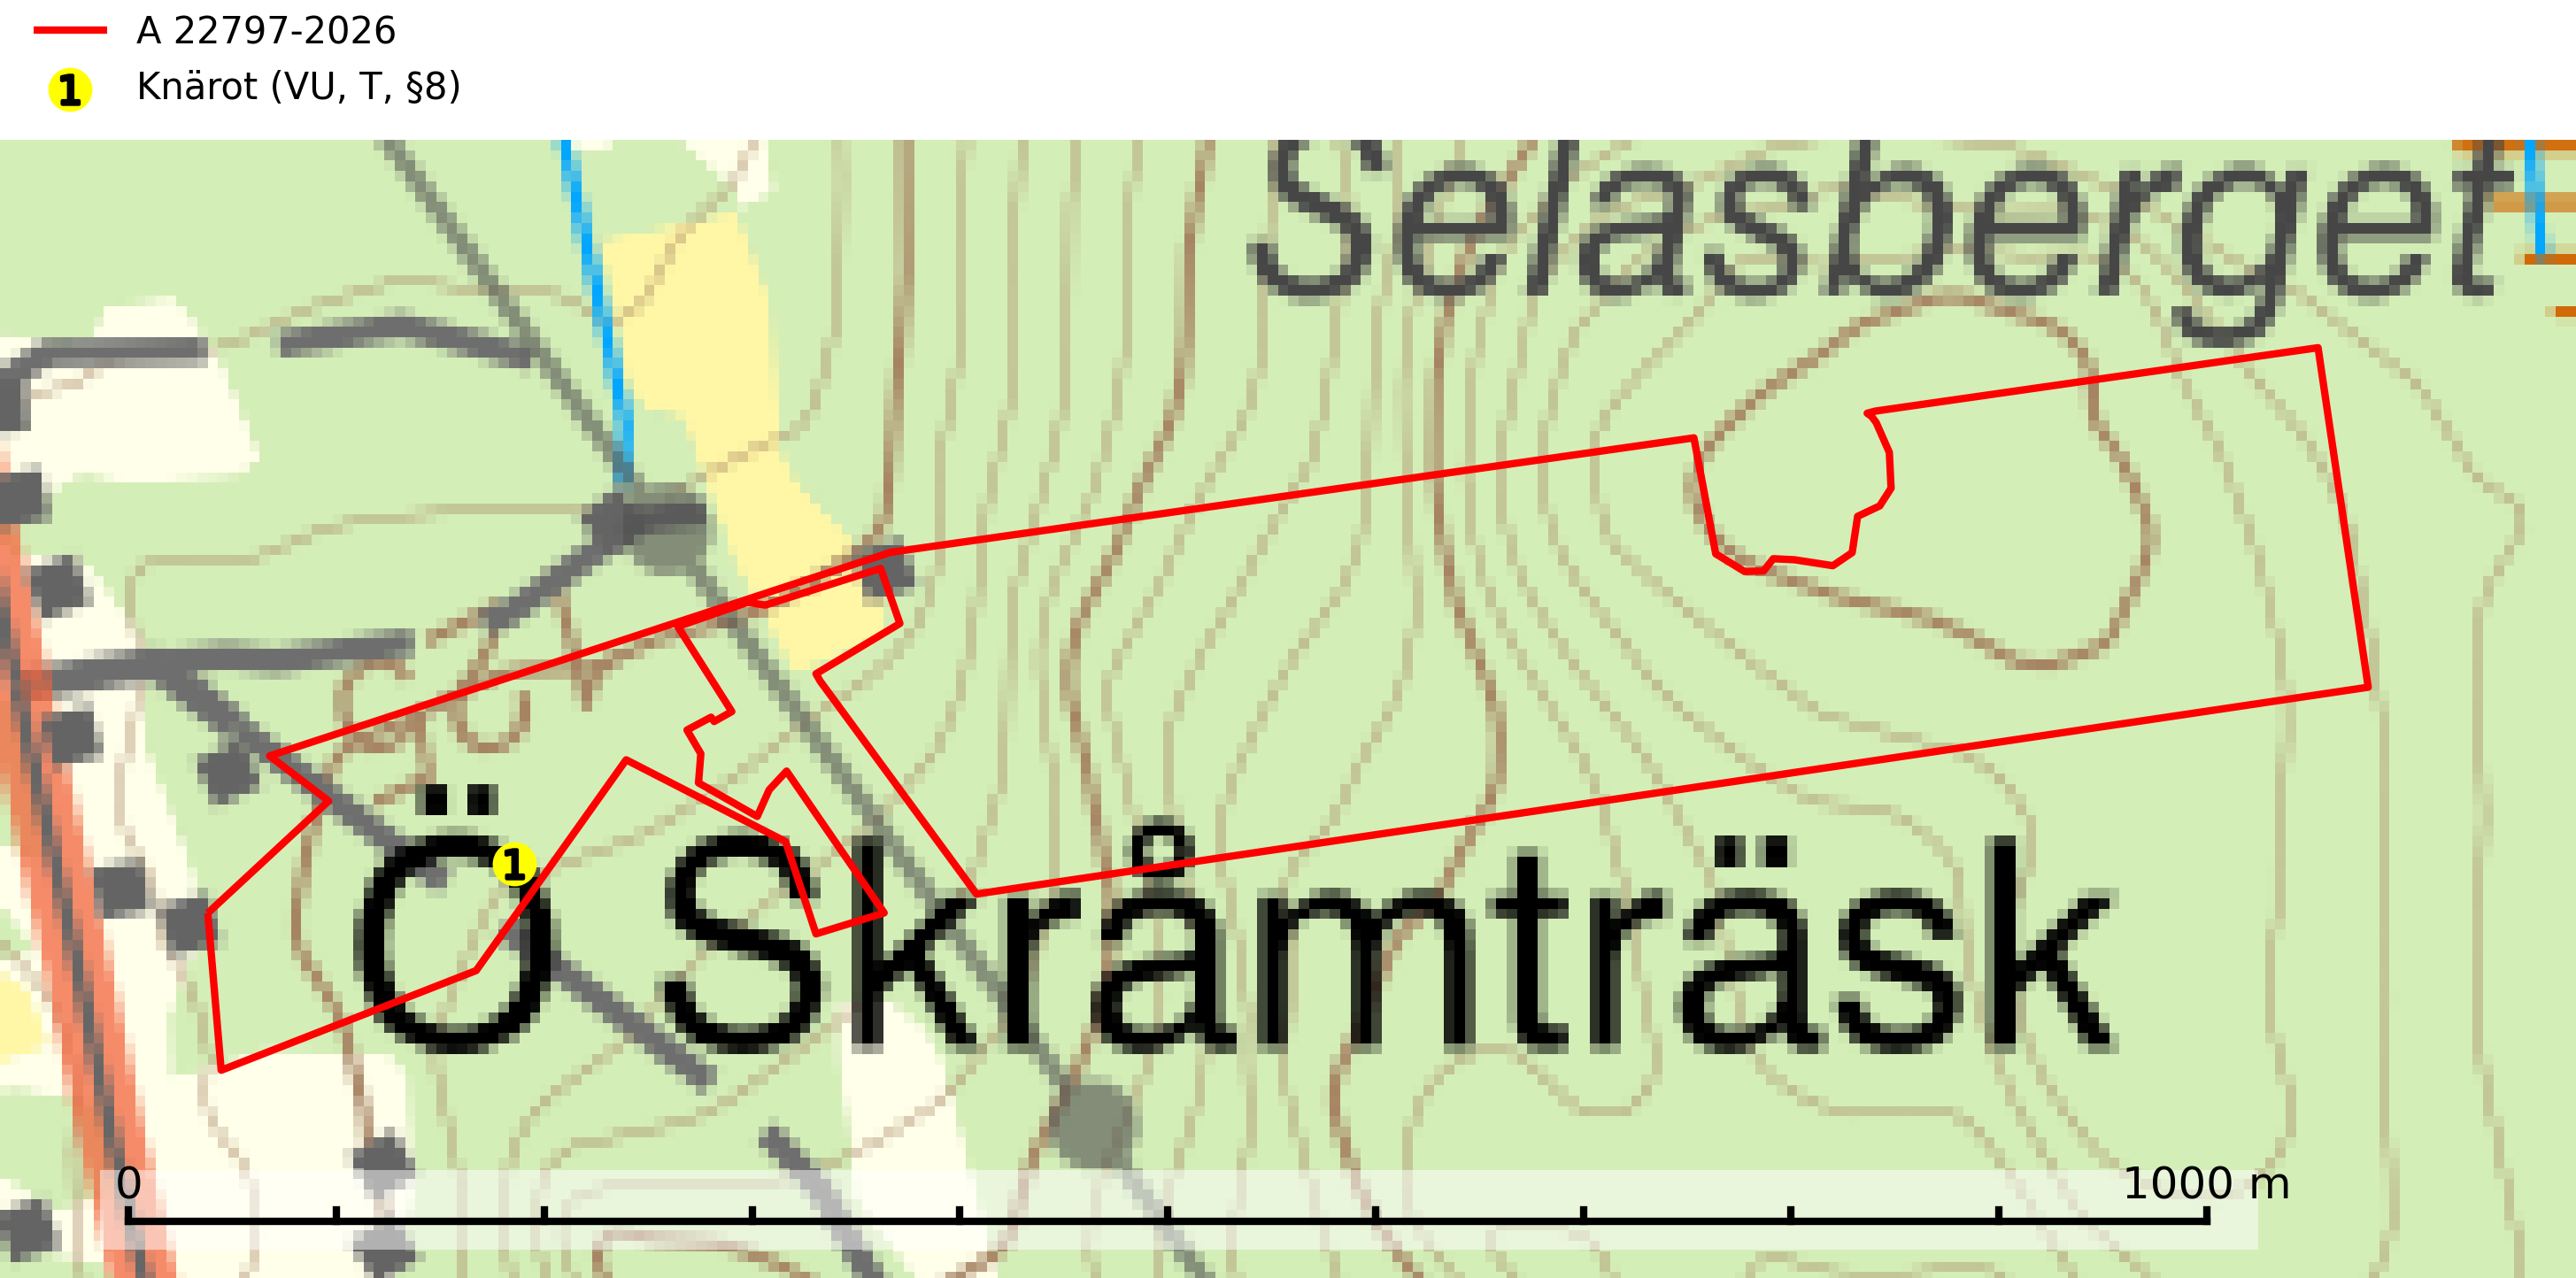 A 22797-2026
1 Knärot (VU, T, §8)
Selasberget
1
Ö Skråmträsk
0 1000 m